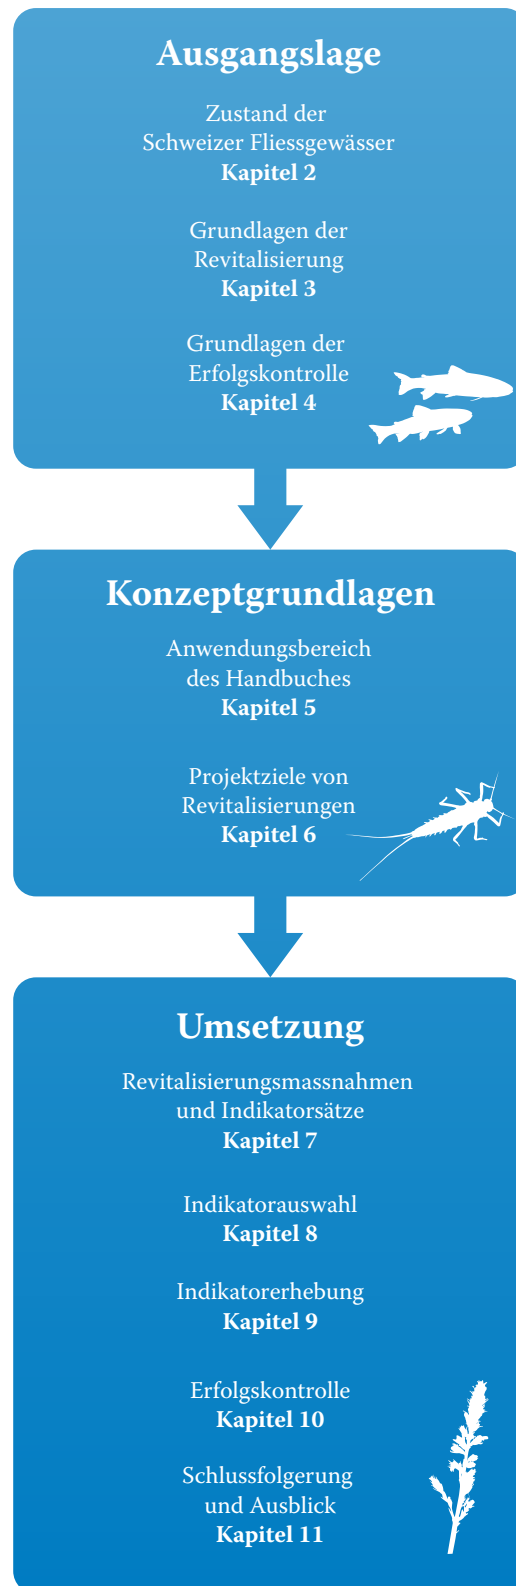 Ausgangslage
Zustand der
Schweizer Fliessgewässer
Kapitel 2
Grundlagen der
Revitalisierung
Kapitel 3
Grundlagen der
Erfolgskontrolle
Kapitel 4
Konzeptgrundlagen
Anwendungsbereich
des Handbuches
Kapitel 5
Projektziele von
Revitalisierungen
Kapitel 6
Umsetzung
Revitalisierungsmassnahmen
und Indikatorsätze
Kapitel 7
Indikatorauswahl
Kapitel 8
Indikatorerhebung
Kapitel 9
Erfolgskontrolle
Kapitel 10
Schlussfolgerung
und Ausblick
Kapitel 11